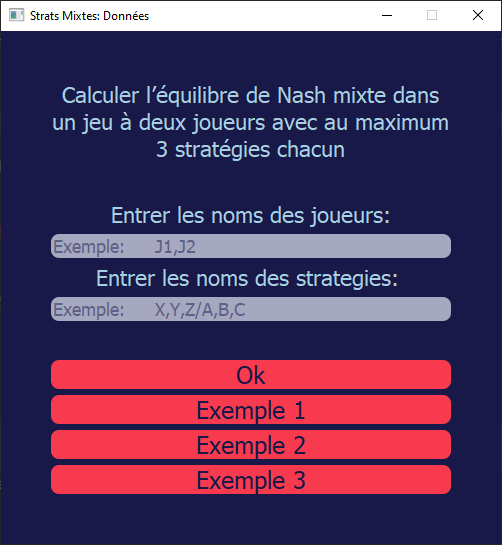 Strats Mixtes: Données
Calculer l’équilibre de Nash mixte dans
un jeu à deux joueurs avec au maximum
3 stratégies chacun
Entrer les noms des joueurs:
Exemple: J1,J2
Entrer les noms des strategies:
Exemple: X,Y,Z/A,B,C
Ok
Exemple 1
Exemple 2
Exemple 3